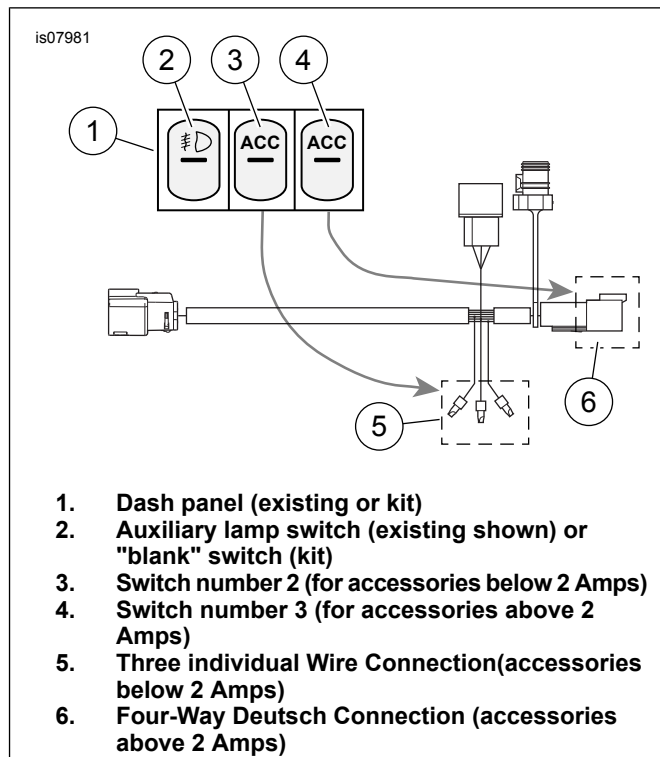 is07981
2
3
4
1
ACC
ACC
5
6
1. Dash panel (existing or kit)
2. Auxiliary lamp switch (existing shown) or
"blank" switch (kit)
3. Switch number 2 (for accessories below 2 Amps)
4. Switch number 3 (for accessories above 2
Amps)
5. Three individual Wire Connection(accessories
below 2 Amps)
6. Four-Way Deutsch Connection (accessories
above 2 Amps)